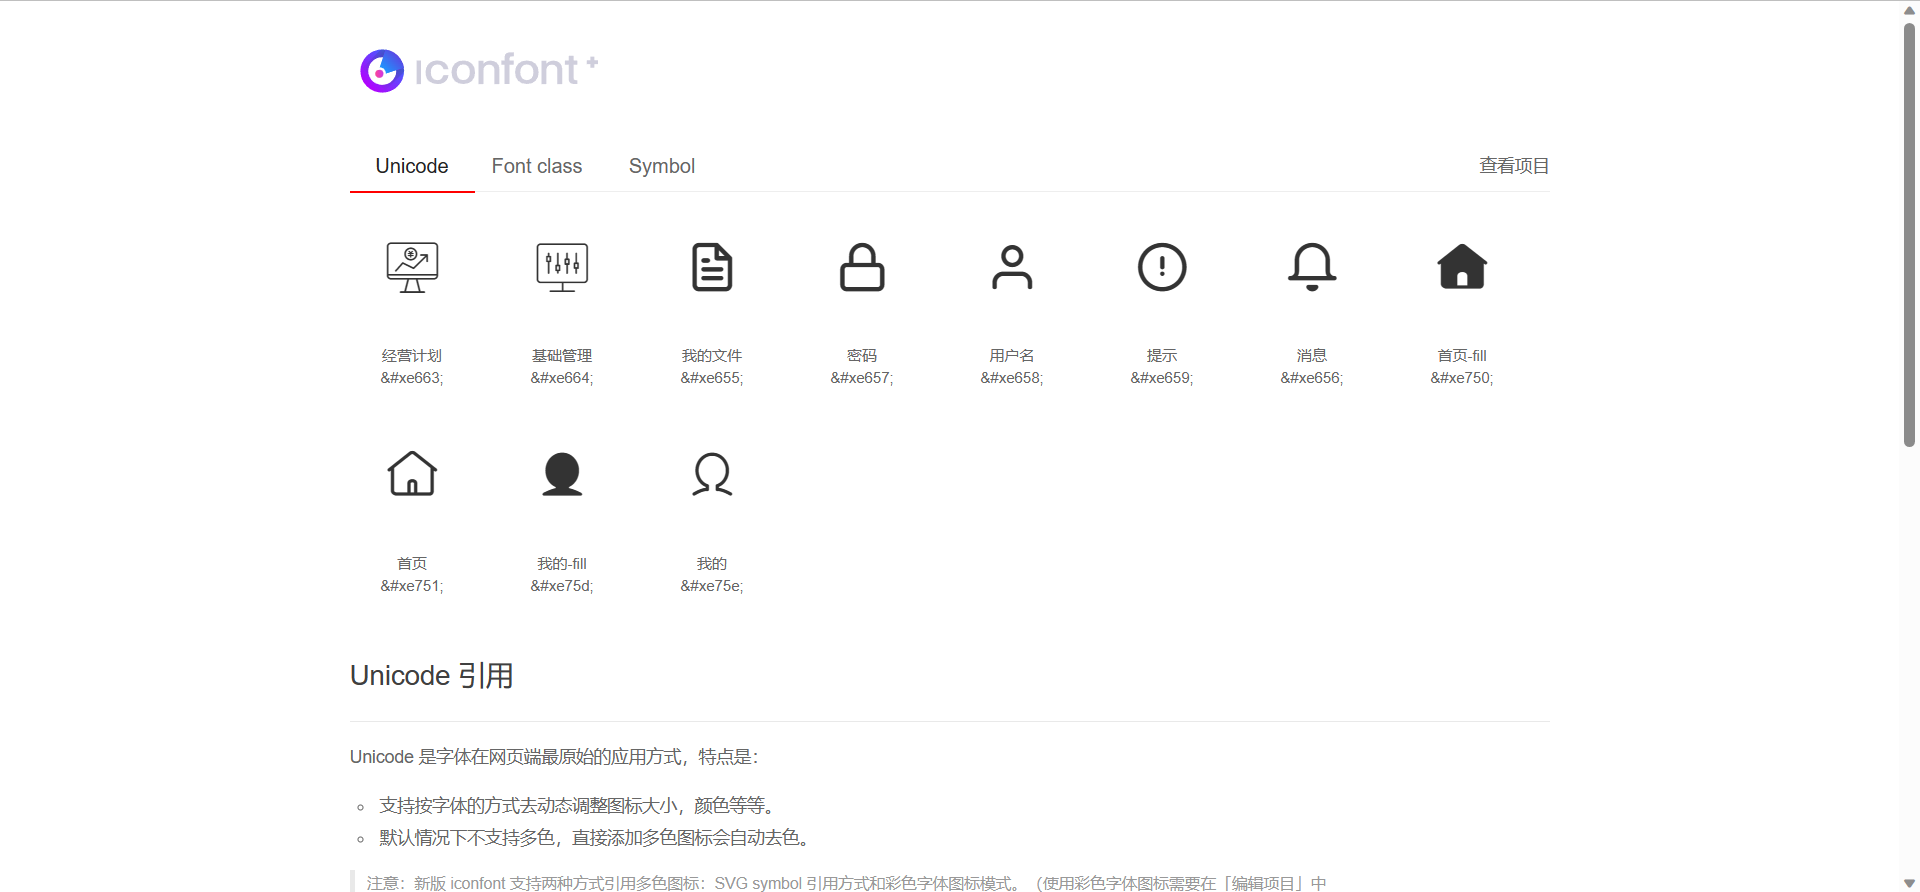 iconfont+
Unicode Font class Symbol 查看项目
经营计划 基础管理 我的文件 密码 用户名 提示 消息 首页-fill
&#xe663; &#xe664; &#xe655; &#xe657; &#xe658; &#xe659; &#xe656; &#xe750;
首页 我的-fill 我的
&#xe751; &#xe75d; &#xe75e;
Unicode 引用
Unicode 是字体在网页端最原始的应用方式，特点是：
支持按字体的方式去动态调整图标大小，颜色等等。
默认情况下不支持多色，直接添加多色图标会自动去色。
注意：新版 iconfont 支持两种方式引用多色图标：SVG symbol 引用方式和彩色字体图标模式。（使用彩色字体图标需要在「编辑项目」中